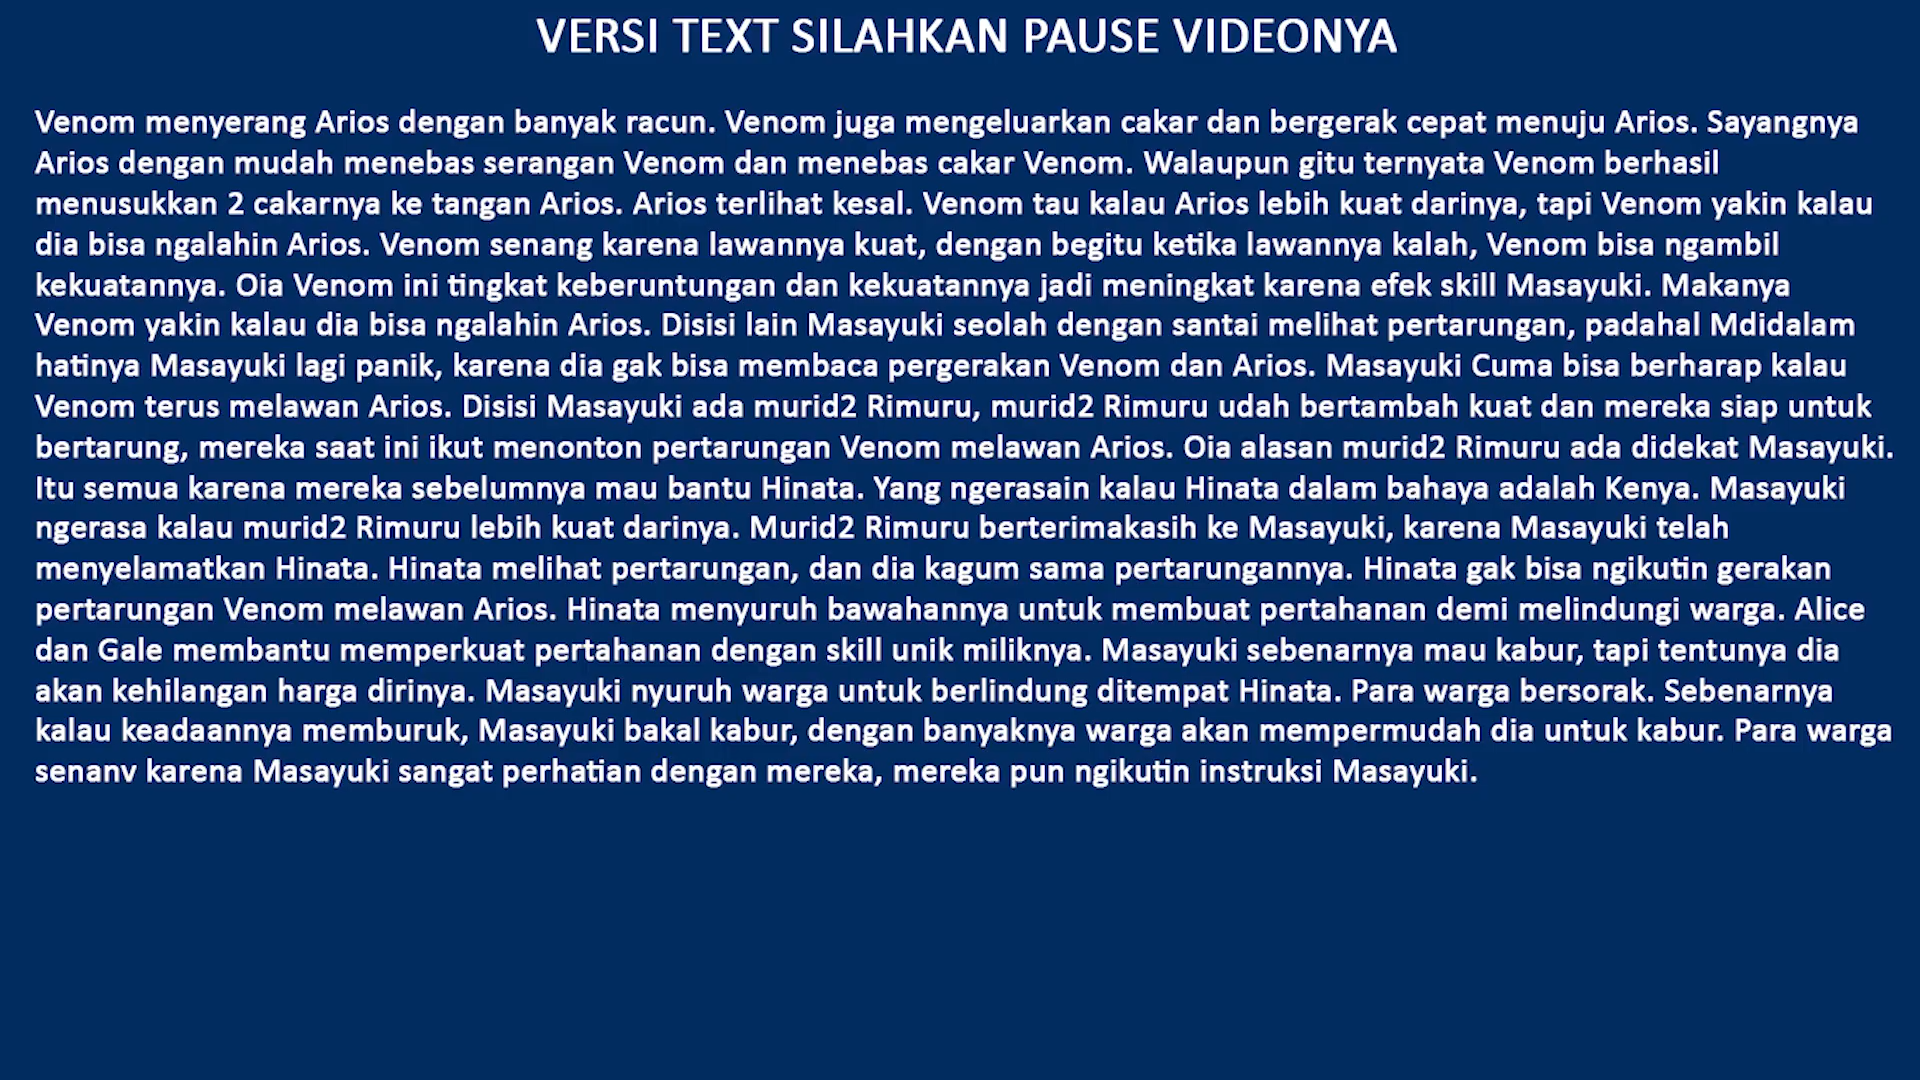 VERSI TEXT SILAHKAN PAUSE VIDEONYA
Venom menyerang Arios dengan banyak racun. Venom juga mengeluarkan cakar dan bergerak cepat menuju Arios. Sayangnya
Arios dengan mudah menebas serangan Venom dan menebas cakar Venom. Walaupun gitu ternyata Venom berhasil
menusukkan 2 cakarnya ke tangan Arios. Arios terlihat kesal. Venom tau kalau Arios lebih kuat darinya, tapi Venom yakin kalau
dia bisa ngalahin Arios. Venom senang karena lawannya kuat, dengan begitu ketika lawannya kalah, Venom bisa ngambil
kekuatannya. Oia Venom ini tingkat keberuntungan dan kekuatannya jadi meningkat karena efek skill Masayuki. Makanya
Venom yakin kalau dia bisa ngalahin Arios. Disisi lain Masayuki seolah dengan santai melihat pertarungan, padahal Mdidalam
hatinya Masayuki lagi panik, karena dia gak bisa membaca pergerakan Venom dan Arios. Masayuki Cuma bisa berharap kalau
Venom terus melawan Arios. Disisi Masayuki ada murid2 Rimuru, murid2 Rimuru udah bertambah kuat dan mereka siap untuk
bertarung, mereka saat ini ikut menonton pertarungan Venom melawan Arios. Oia alasan murid2 Rimuru ada didekat Masayuki.
Itu semua karena mereka sebelumnya mau bantu Hinata. Yang ngerasain kalau Hinata dalam bahaya adalah Kenya. Masayuki
ngerasa kalau murid2 Rimuru lebih kuat darinya. Murid2 Rimuru berterimakasih ke Masayuki, karena Masayuki telah
menyelamatkan Hinata. Hinata melihat pertarungan, dan dia kagum sama pertarungannya. Hinata gak bisa ngikutin gerakan
pertarungan Venom melawan Arios. Hinata menyuruh bawahannya untuk membuat pertahanan demi melindungi warga. Alice
dan Gale membantu memperkuat pertahanan dengan skill unik miliknya. Masayuki sebenarnya mau kabur, tapi tentunya dia
akan kehilangan harga dirinya. Masayuki nyuruh warga untuk berlindung ditempat Hinata. Para warga bersorak. Sebenarnya
kalau keadaannya memburuk, Masayuki bakal kabur, dengan banyaknya warga akan mempermudah dia untuk kabur. Para warga
senanv karena Masayuki sangat perhatian dengan mereka, mereka pun ngikutin instruksi Masayuki.